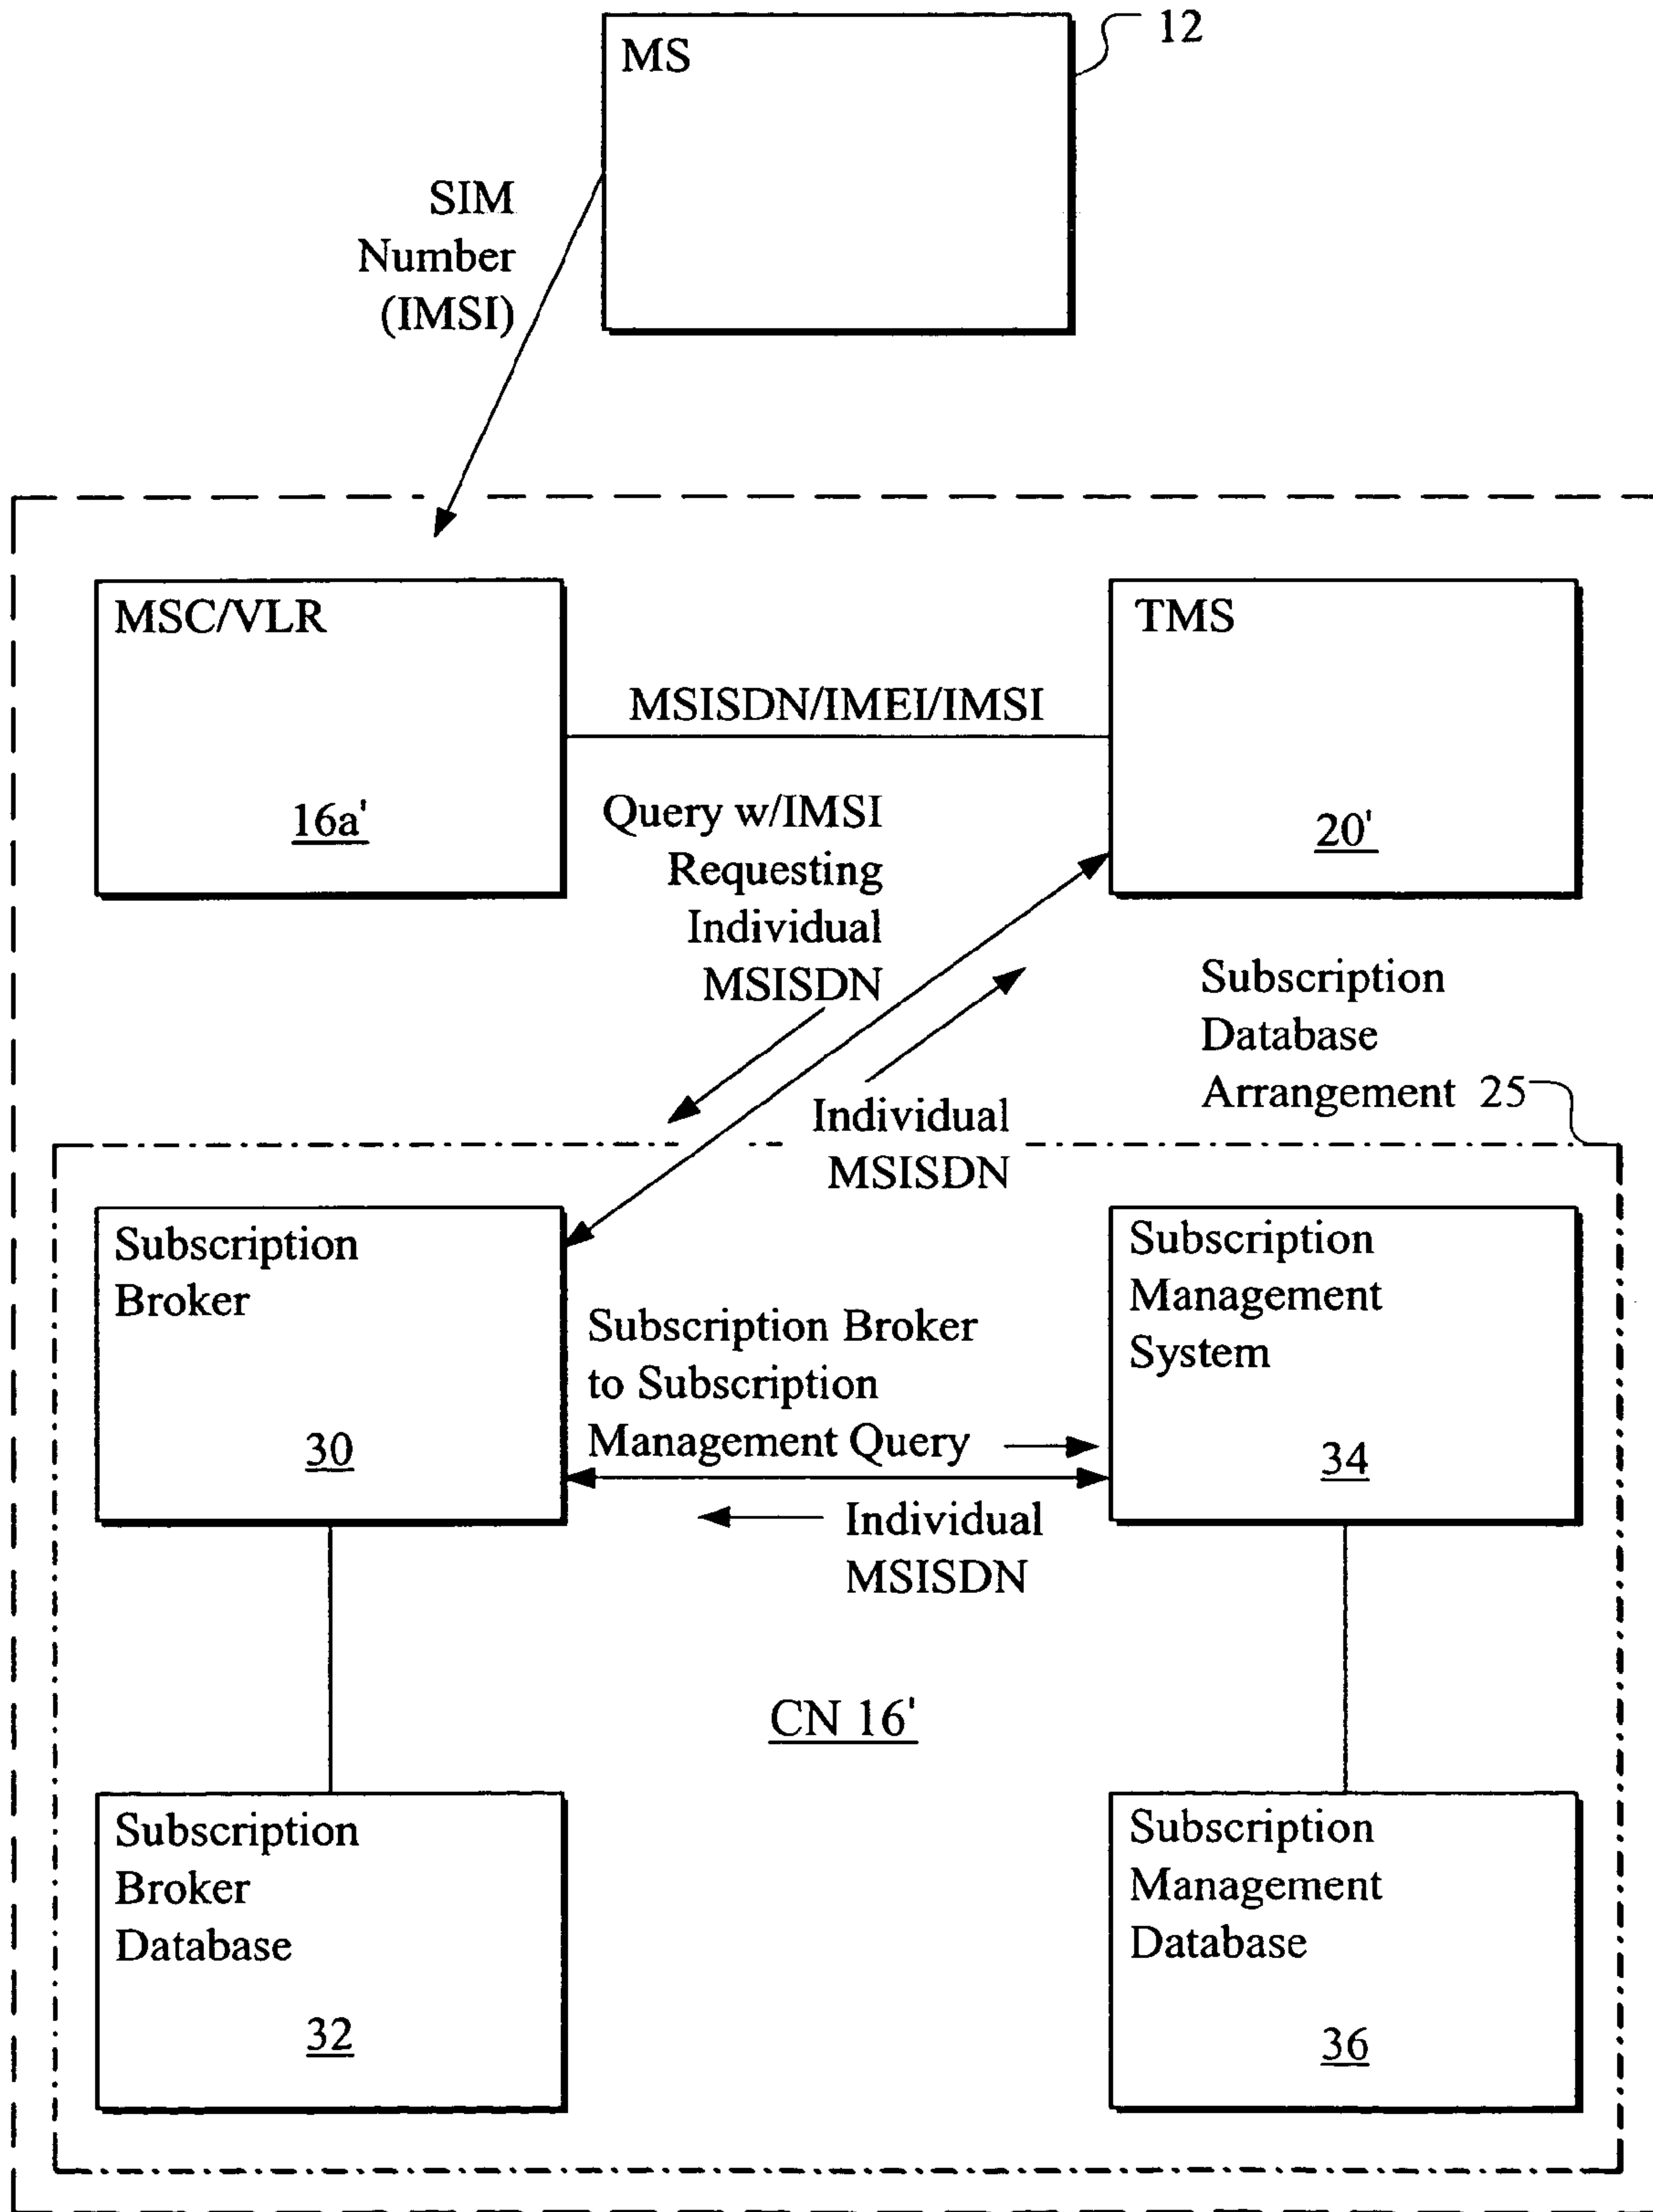 MS
12
SIM
Number
(IMSI)
MSC/VLR
16a'
TMS
20'
MSISDN/IMEI/IMSI
Query w/IMSI
Requesting
Individual
MSISDN
Individual
MSISDN
Subscription
Database
Arrangement 25
Subscription
Broker
30
Subscription Broker
to Subscription
Management Query
Individual
MSISDN
Subscription
Management
System
34
CN 16'
Subscription
Broker
Database
32
Subscription
Management
Database
36